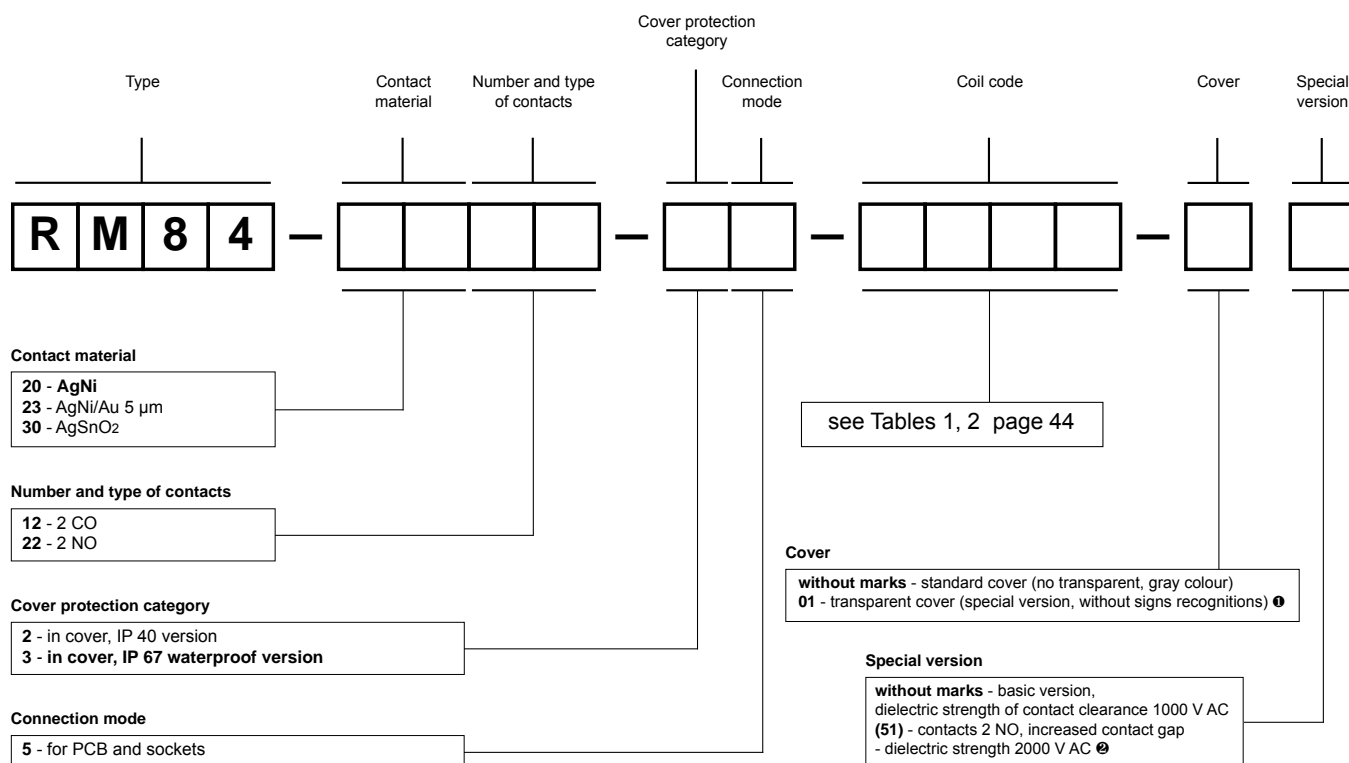 Cover protection
category
Type
Contact
material
Number and type
of contacts
Connection
mode
Coil code
Cover
Special
version
R M 8 4 – – – –
Contact material
20 - AgNi
23 - AgNi/Au 5 µm
30 - AgSnO2
see Tables 1, 2 page 44
Number and type of contacts
12 - 2 CO
22 - 2 NO
Cover
without marks - standard cover (no transparent, gray colour)
01 - transparent cover (special version, without signs recognitions) ❶
Cover protection category
2 - in cover, IP 40 version
3 - in cover, IP 67 waterproof version
Special version
without marks - basic version,
dielectric strength of contact clearance 1000 V AC
(51) - contacts 2 NO, increased contact gap
- dielectric strength 2000 V AC ❷
Connection mode
5 - for PCB and sockets